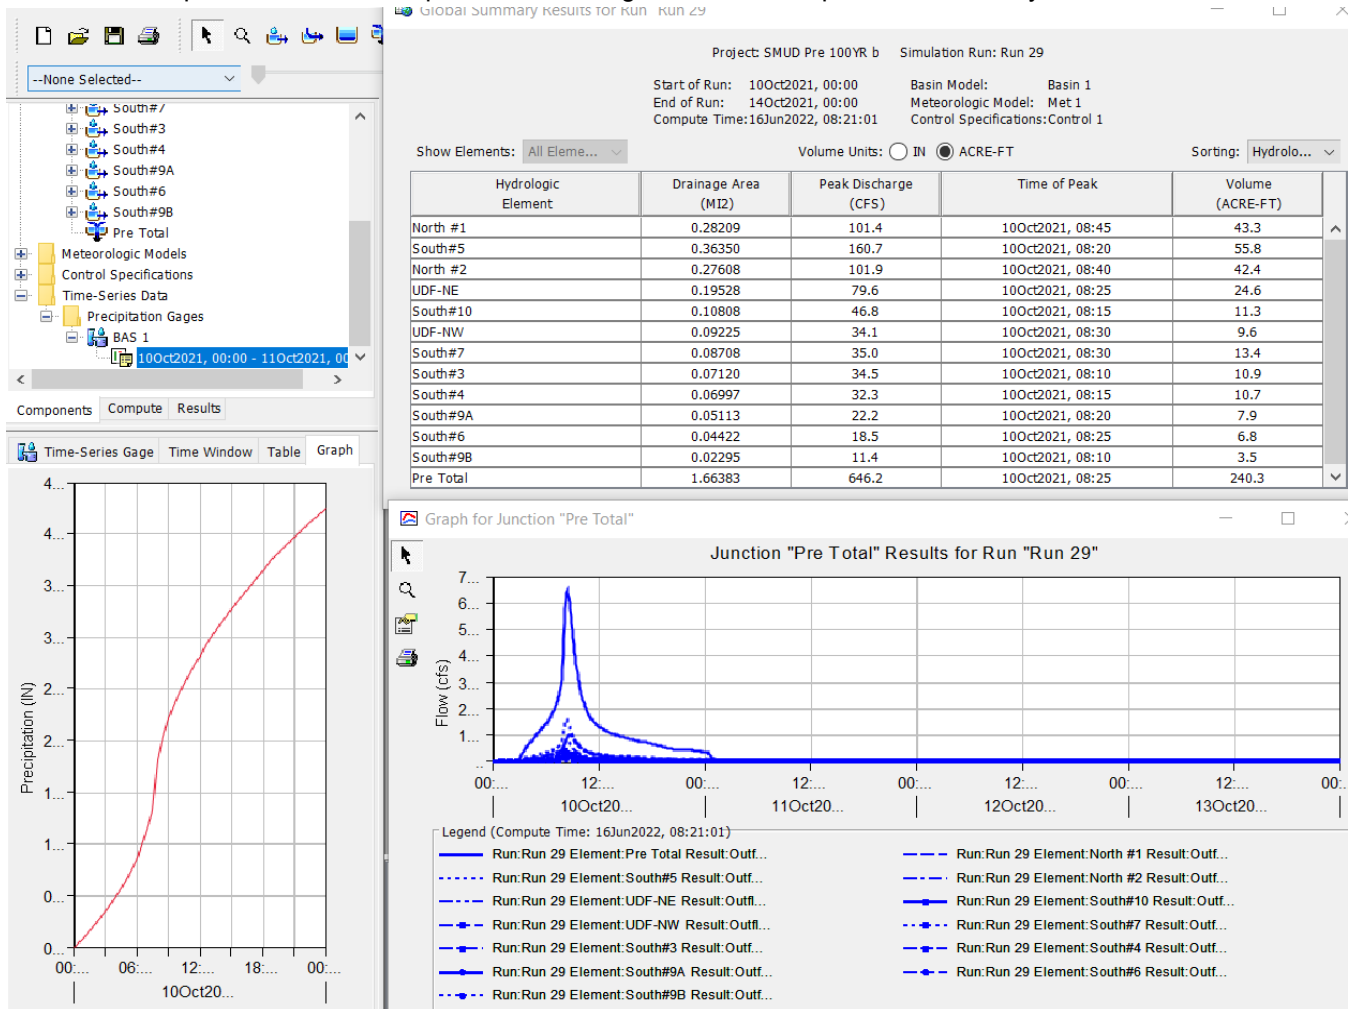 Global Summary Results for Run "Run 29"
Project: SMUD Pre 100YR b Simulation Run: Run 29
--None Selected--
Start of Run: 10Oct2021, 00:00 Basin Model: Basin 1
End of Run: 14Oct2021, 00:00 Meteorologic Model: Met 1
Compute Time:16Jun2022, 08:21:01 Control Specifications:Control 1
South#7
South#3
South#4
South#9A
South#6
South#9B
Pre Total
Meteorologic Models
Control Specifications
Time-Series Data
Precipitation Gages
BAS 1
10Oct2021, 00:00 - 11Oct2021, 00
Components Compute Results
Show Elements: All Eleme... Volume Units: IN ACRE-FT Sorting: Hydrolo...
Hydrologic Drainage Area Peak Discharge Time of Peak Volume
Element (MI2) (CFS) (ACRE-FT)
North #1 0.28209 101.4 10Oct2021, 08:45 43.3
South#5 0.36350 160.7 10Oct2021, 08:20 55.8
North #2 0.27608 101.9 10Oct2021, 08:40 42.4
UDF-NE 0.19528 79.6 10Oct2021, 08:25 24.6
South#10 0.10808 46.8 10Oct2021, 08:15 11.3
UDF-NW 0.09225 34.1 10Oct2021, 08:30 9.6
South#7 0.08708 35.0 10Oct2021, 08:30 13.4
South#3 0.07120 34.5 10Oct2021, 08:10 10.9
South#4 0.06997 32.3 10Oct2021, 08:15 10.7
South#9A 0.05113 22.2 10Oct2021, 08:20 7.9
South#6 0.04422 18.5 10Oct2021, 08:25 6.8
South#9B 0.02295 11.4 10Oct2021, 08:10 3.5
Pre Total 1.66383 646.2 10Oct2021, 08:25 240.3
Time-Series Gage Time Window Table Graph
4...
4...
3...
3...
2...
2...
1...
1...
0...
0...
Precipitation (IN)
00:... 06:... 12:... 18:... 00:...
10Oct20...
Graph for Junction "Pre Total"
Junction "Pre Total" Results for Run "Run 29"
7...
6...
5...
4...
3...
2...
1...
..
Flow (cfs)
00:... 12:... 00:... 12:... 00:... 12:... 00:... 12:... 00:.
10Oct20... 11Oct20... 12Oct20... 13Oct20...
Legend (Compute Time: 16Jun2022, 08:21:01)
Run:Run 29 Element:Pre Total Result:Outf... Run:Run 29 Element:North #1 Result:Outf...
Run:Run 29 Element:South#5 Result:Outf... Run:Run 29 Element:North #2 Result:Outf...
Run:Run 29 Element:UDF-NE Result:Outfl... Run:Run 29 Element:South#10 Result:Outf...
Run:Run 29 Element:UDF-NW Result:Outfl... Run:Run 29 Element:South#7 Result:Outf...
Run:Run 29 Element:South#3 Result:Outf... Run:Run 29 Element:South#4 Result:Outf...
Run:Run 29 Element:South#9A Result:Outf... Run:Run 29 Element:South#6 Result:Outf...
Run:Run 29 Element:South#9B Result:Outf...